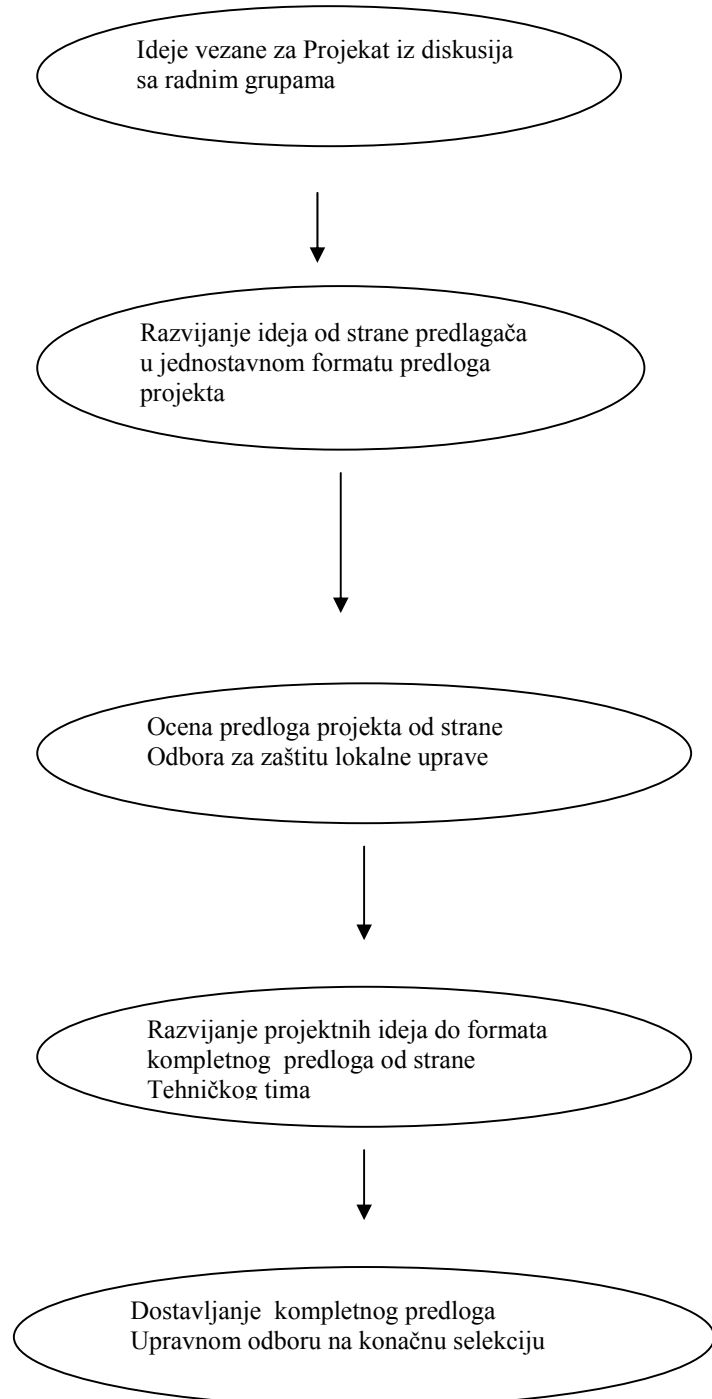 Ideje vezane za Projekat iz diskusija
sa radnim grupama
Razvijanje ideja od strane predlagača
u jednostavnom formatu predloga
projekta
Ocena predloga projekta od strane
Odbora za zaštitu lokalne uprave
Razvijanje projektnih ideja do formata
kompletnog  predloga od strane
Tehničkog tima
Dostavljanje  kompletnog predloga
Upravnom odboru na konačnu selekciju